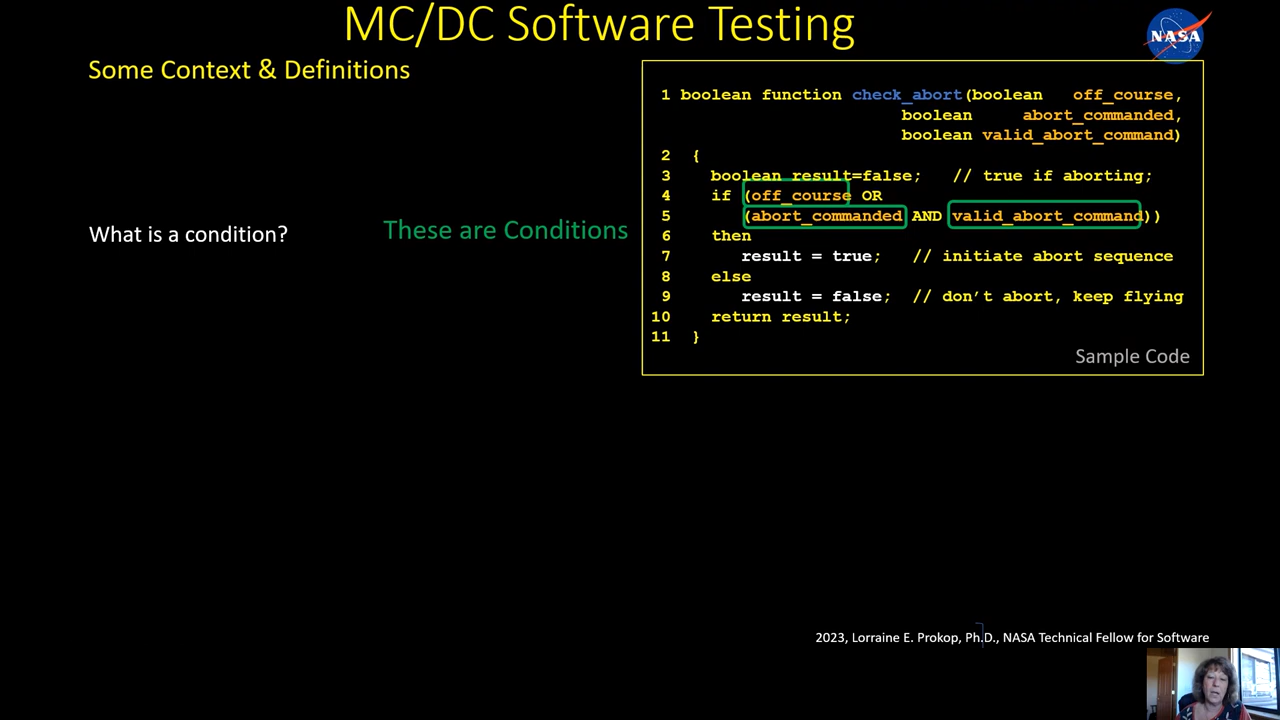 MC/DC Software Testing
NASA
Some Context & Definitions
1 boolean function check_abort(boolean off_course,
boolean abort_commanded,
boolean valid_abort_command)
2 {
3 boolean result=false; // true if aborting;
4 if (off_course OR
5 (abort_commanded AND valid_abort_command))
6 then
7 result = true; // initiate abort sequence
8 else
9 result = false; // don’t abort, keep flying
10 return result;
11 }
Sample Code
What is a condition?
These are Conditions
2023, Lorraine E. Prokop, Ph.D., NASA Technical Fellow for Software